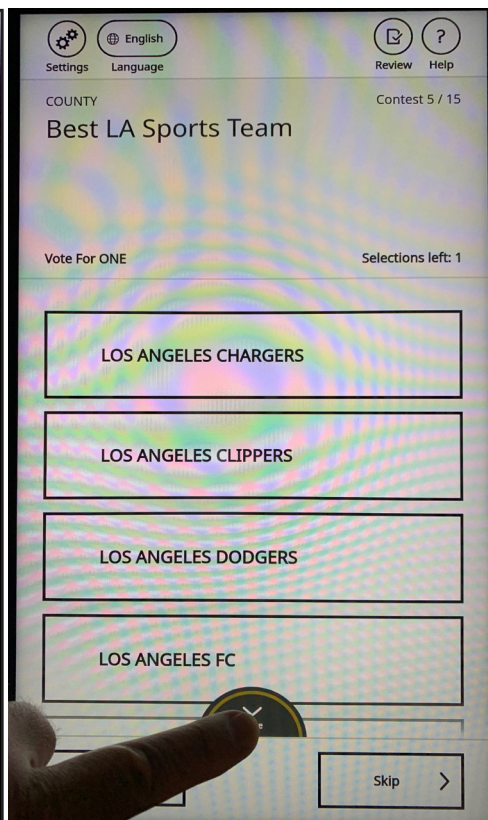 English
Settings
Language
Review
?
Help
COUNTY
Contest 5 / 15
Best LA Sports Team
Vote For ONE
Selections left: 1
LOS ANGELES CHARGERS
LOS ANGELES CLIPPERS
LOS ANGELES DODGERS
LOS ANGELES FC
Skip